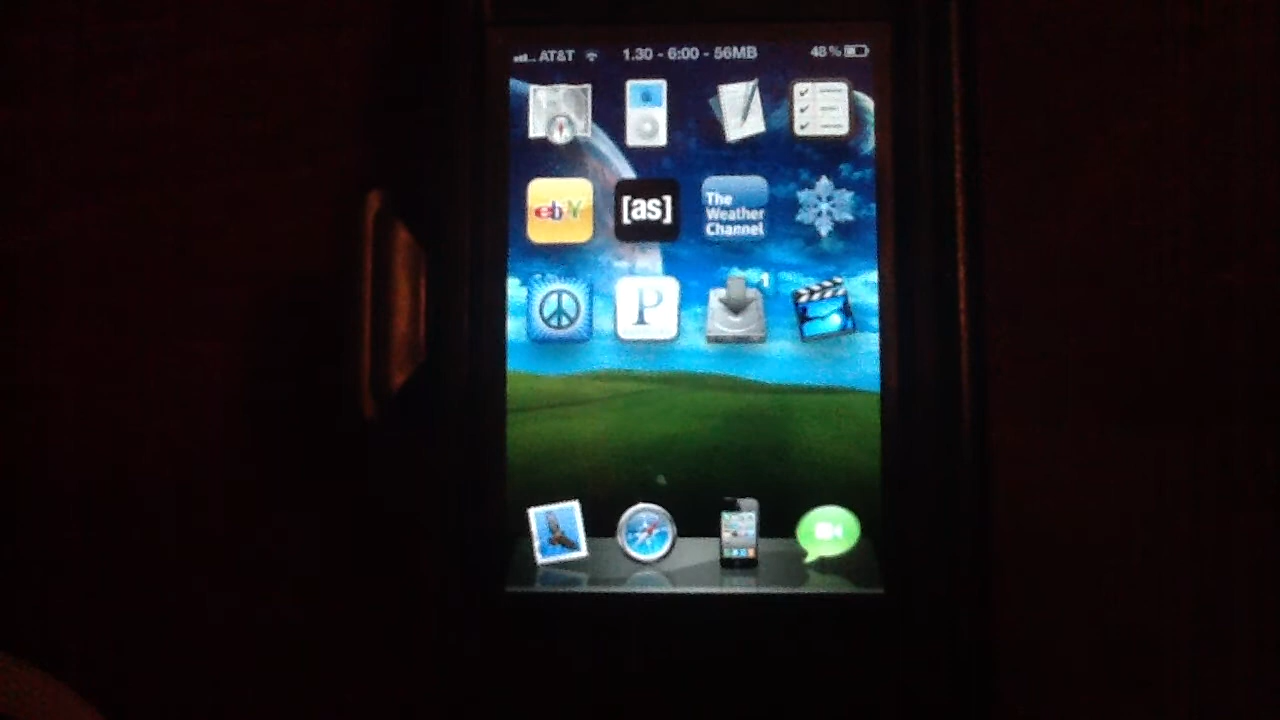 AT&T 1.30 - 6:00 - 56MB 48%
ebY [as] The
Weather
Channel
P 1